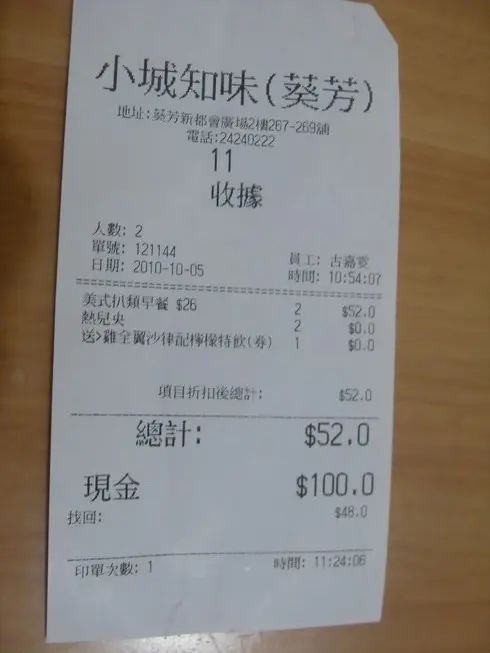 小城知味(葵芳)
地址:葵芳新都會廣場2樓267-269舖
電話:24240222
11
收據
人數: 2
單號: 121144
員工: 古嘉雯
日期: 2010-10-05
時間: 10:54:07
美式扒類早餐 $26 2 $52.0
熱兒央 2 $0.0
送>雞全翼沙律配檸檬特飲(券) 1 $0.0
項目折扣後總計: $52.0
總計: $52.0
現金 $100.0
找回: $48.0
印單次數: 1 時間: 11:24:06